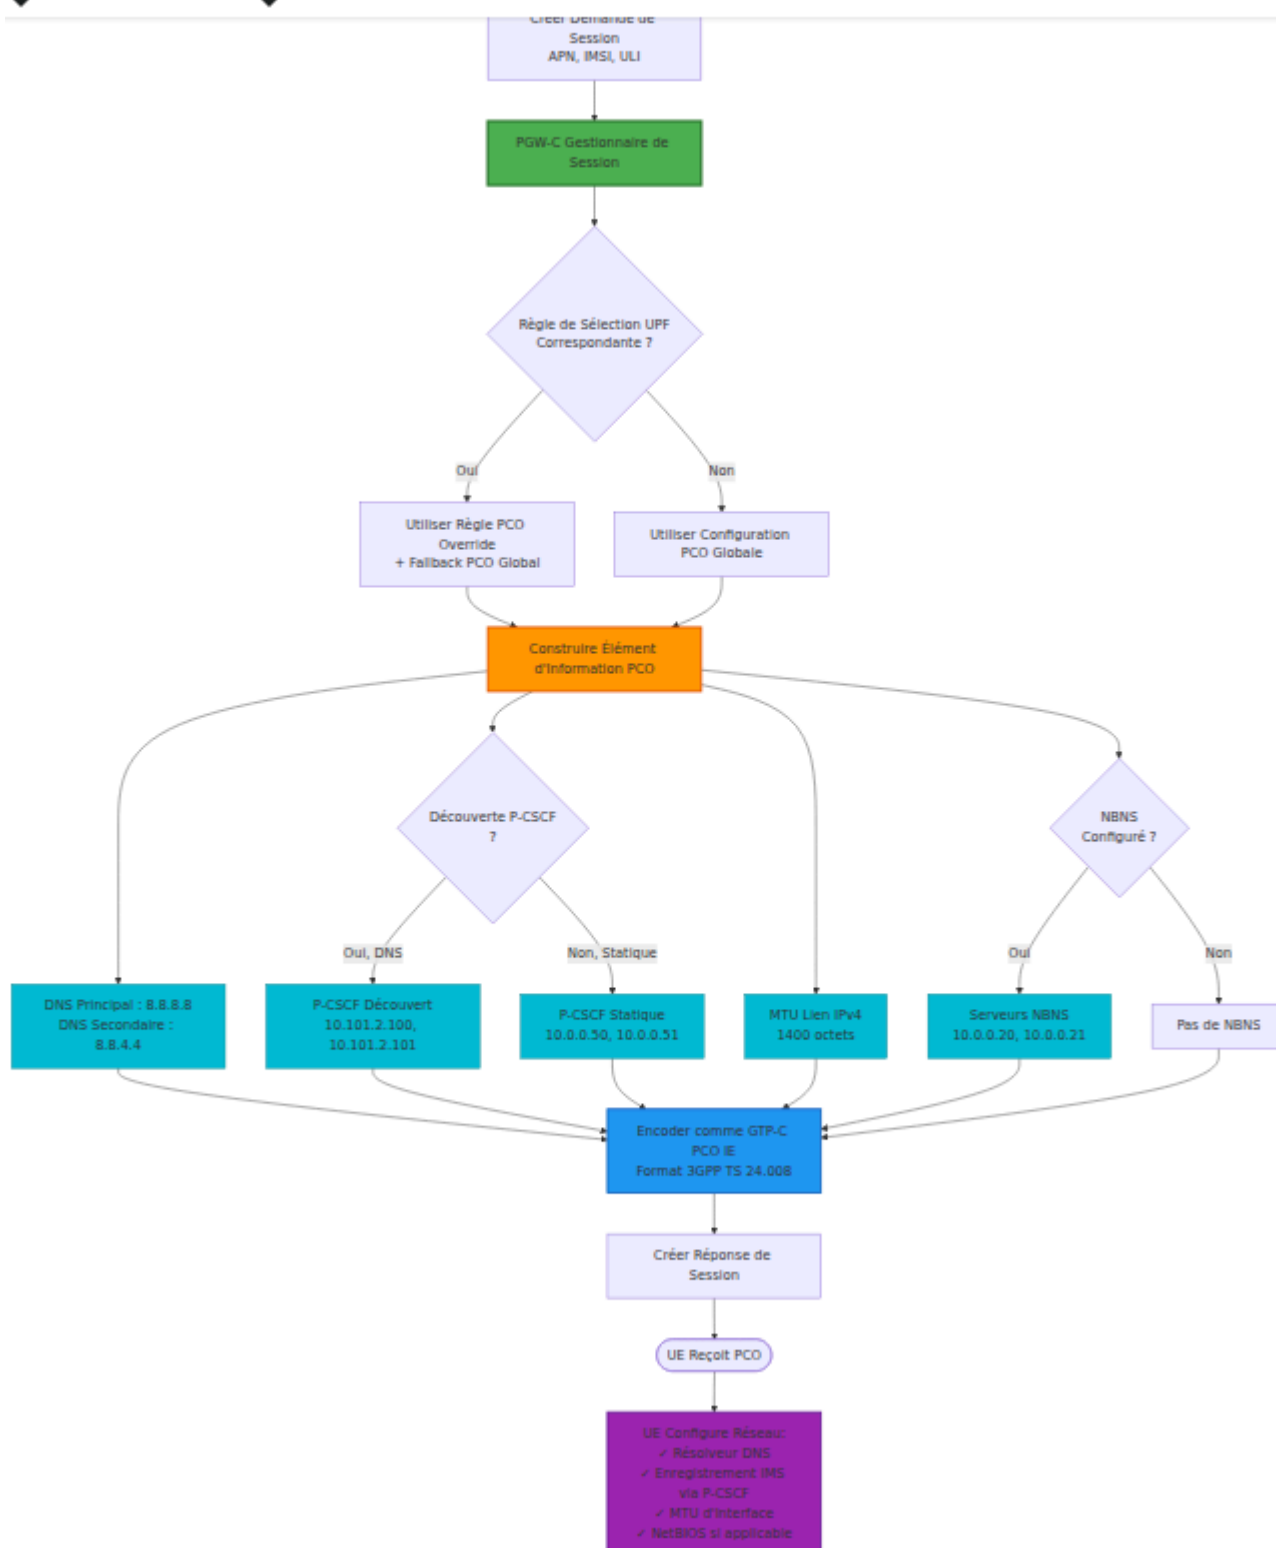 Créer Demande de
Session
APN, IMSI, ULI
PGW-C Gestionnaire de
Session
Règle de Sélection UPF
Correspondante ?
Oui
Non
Utiliser Règle PCO
Override
+ Fallback PCO Global
Utiliser Configuration
PCO Globale
Construire Élément
d'Information PCO
Découverte P-CSCF
?
NBNS
Configuré ?
Oui, DNS
Non, Statique
Oui
Non
DNS Principal : 8.8.8.8
DNS Secondaire :
8.8.4.4
P-CSCF Découvert
10.101.2.100,
10.101.2.101
P-CSCF Statique
10.0.0.50, 10.0.0.51
MTU Lien IPv4
1400 octets
Serveurs NBNS
10.0.0.20, 10.0.0.21
Pas de NBNS
Encoder comme GTP-C
PCO IE
Format 3GPP TS 24.008
Créer Réponse de
Session
UE Reçoit PCO
UE Configure Réseau:
✓ Résolveur DNS
✓ Enregistrement IMS
via P-CSCF
✓ MTU d'Interface
✓ NetBIOS si applicable